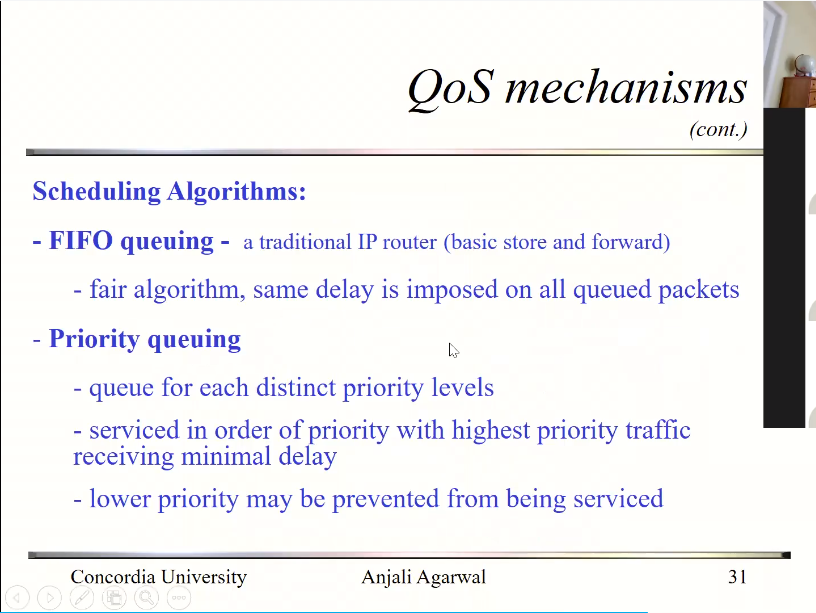 QoS mechanisms
(cont.)
Scheduling Algorithms:
- FIFO queuing - a traditional IP router (basic store and forward)
- fair algorithm, same delay is imposed on all queued packets
- Priority queuing
- queue for each distinct priority levels
- serviced in order of priority with highest priority traffic
receiving minimal delay
- lower priority may be prevented from being serviced
Concordia University Anjali Agarwal 31